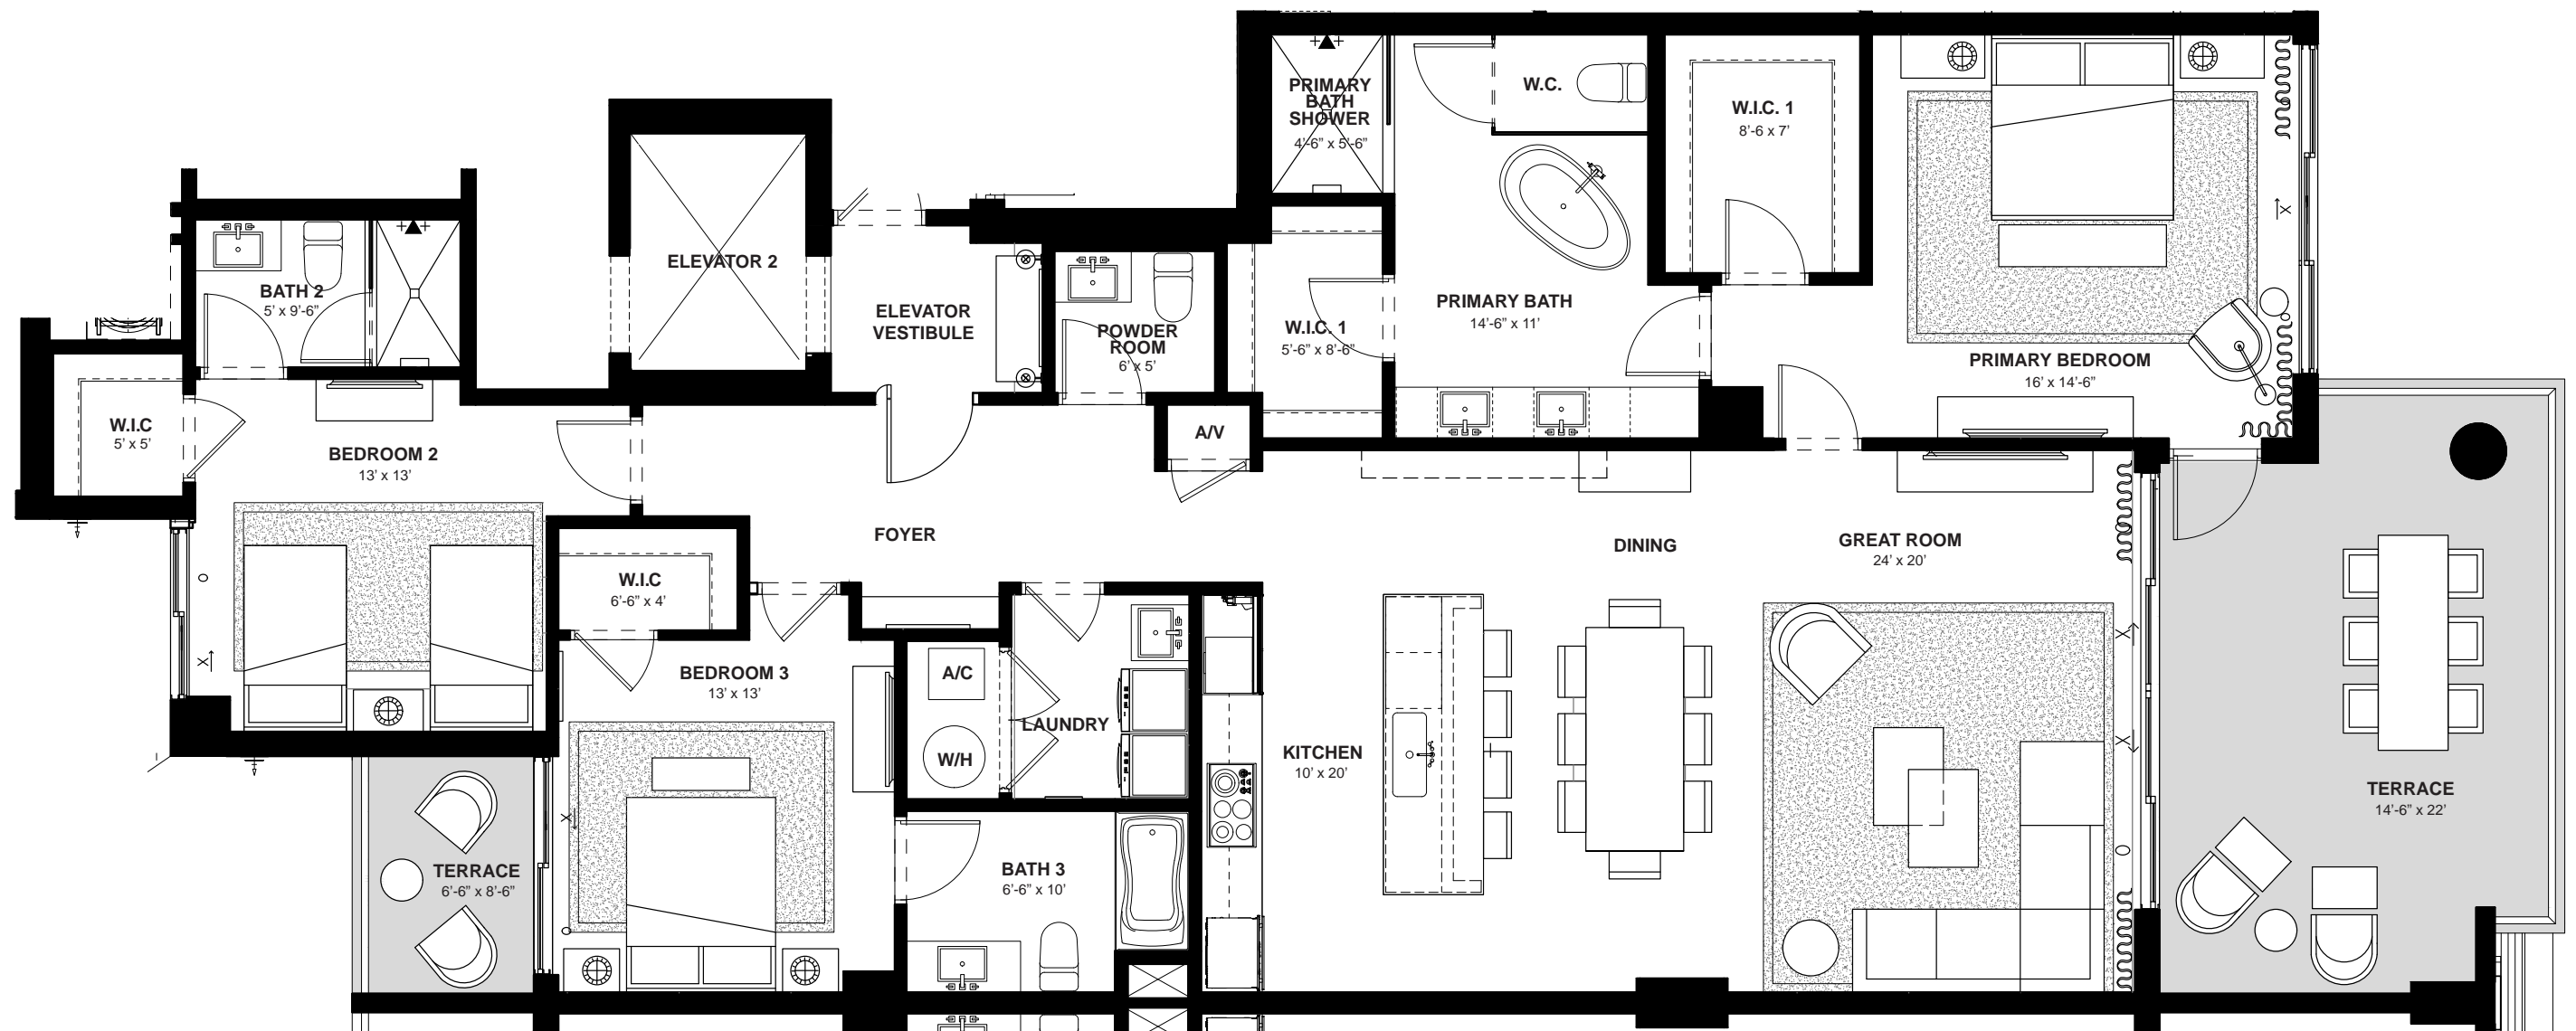 PRIMARY
BATH
SHOWER
4'-6" x 5'-6"
W.C.
W.I.C. 1
8'-6 x 7'
ELEVATOR 2
BATH 2
5' x 9'-6"
ELEVATOR
VESTIBULE
POWDER
ROOM
6' x 5'
W.I.C. 1
5'-6" x 8'-6"
PRIMARY BATH
14'-6" x 11'
PRIMARY BEDROOM
16' x 14'-6"
X
W.I.C
5' x 5'
BEDROOM 2
13' x 13'
A/V
FOYER
DINING
GREAT ROOM
24' x 20'
O
X
W.I.C
6'-6" x 4'
BEDROOM 3
13' x 13'
A/C
LAUNDRY
W/H
KITCHEN
10' x 20'
X
X
O
TERRACE
14'-6" x 22'
X
O
TERRACE
6'-6" x 8'-6"
BATH 3
6'-6" x 10'